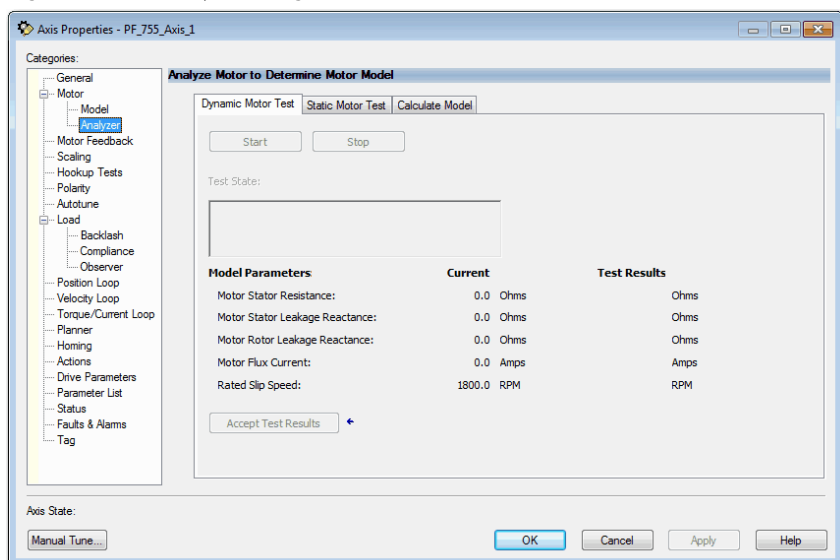 Axis Properties - PF_755_Axis_1
Categories:
General
Motor
Model
Analyzer
Motor Feedback
Scaling
Hookup Tests
Polarity
Autotune
Load
Backlash
Compliance
Observer
Position Loop
Velocity Loop
Torque/Current Loop
Planner
Homing
Actions
Drive Parameters
Parameter List
Status
Faults & Alarms
Tag
Analyze Motor to Determine Motor Model
Dynamic Motor Test Static Motor Test Calculate Model
Start Stop
Test State:
Model Parameters Current Test Results
Motor Stator Resistance: 0.0 Ohms Ohms
Motor Stator Leakage Reactance: 0.0 Ohms Ohms
Motor Rotor Leakage Reactance: 0.0 Ohms Ohms
Motor Flux Current: 0.0 Amps Amps
Rated Slip Speed: 1800.0 RPM RPM
Accept Test Results
Axis State:
Manual Tune... OK Cancel Apply Help